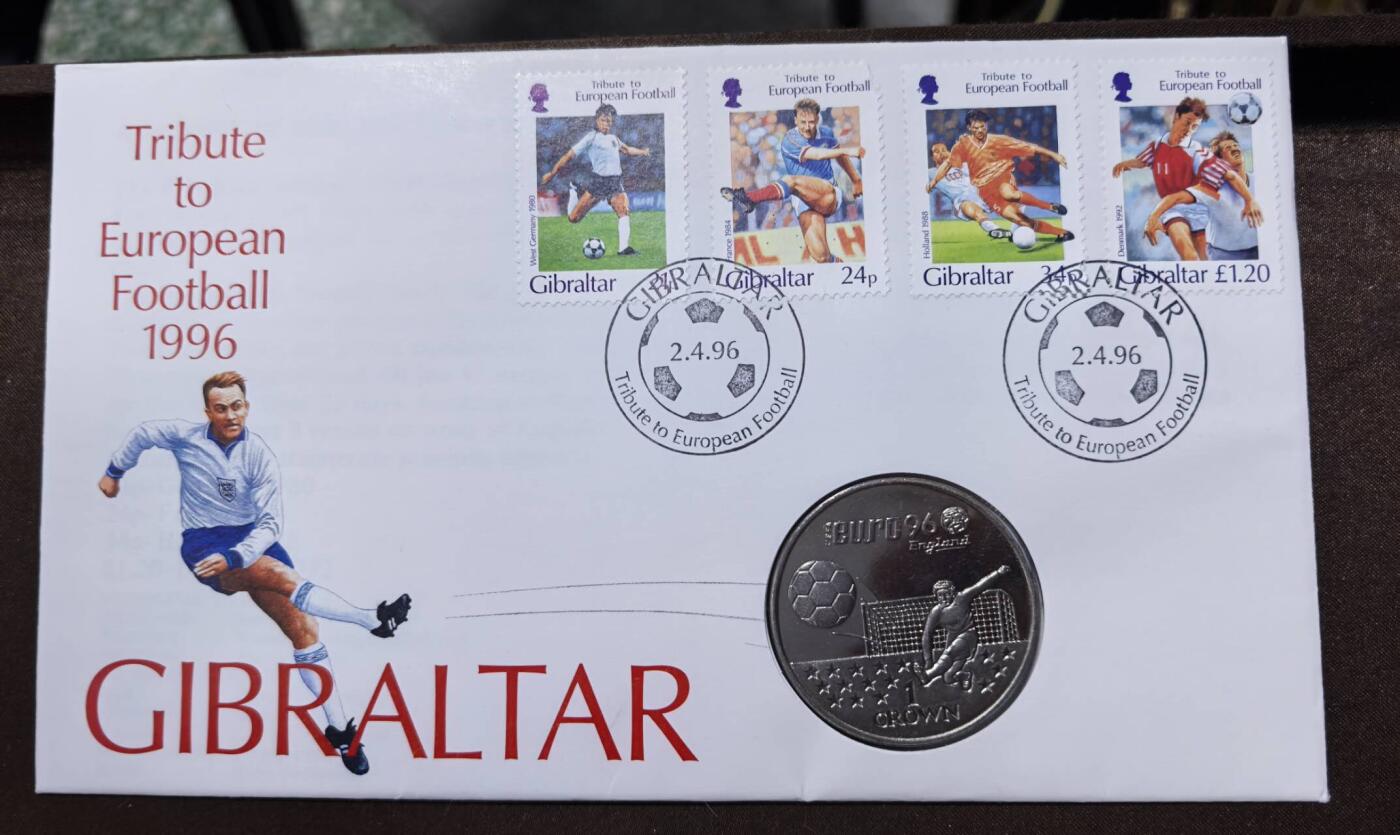 Tribute
to
European
Football
1996
GIBRALTAR
Tribute to
European Football
West Germany 1980
Gibraltar
Tribute to
European Football
Gibraltar 24p
Tribute to
European Football
Holland 1988
Gibraltar 34p
Tribute to
European Football
11
Denmark 1992
Gibraltar £1.20
GIBRALTAR
2.4.96
Tribute to European Football
GIBRALTAR
2.4.96
Tribute to European Football
euro 96
England
1
CROWN